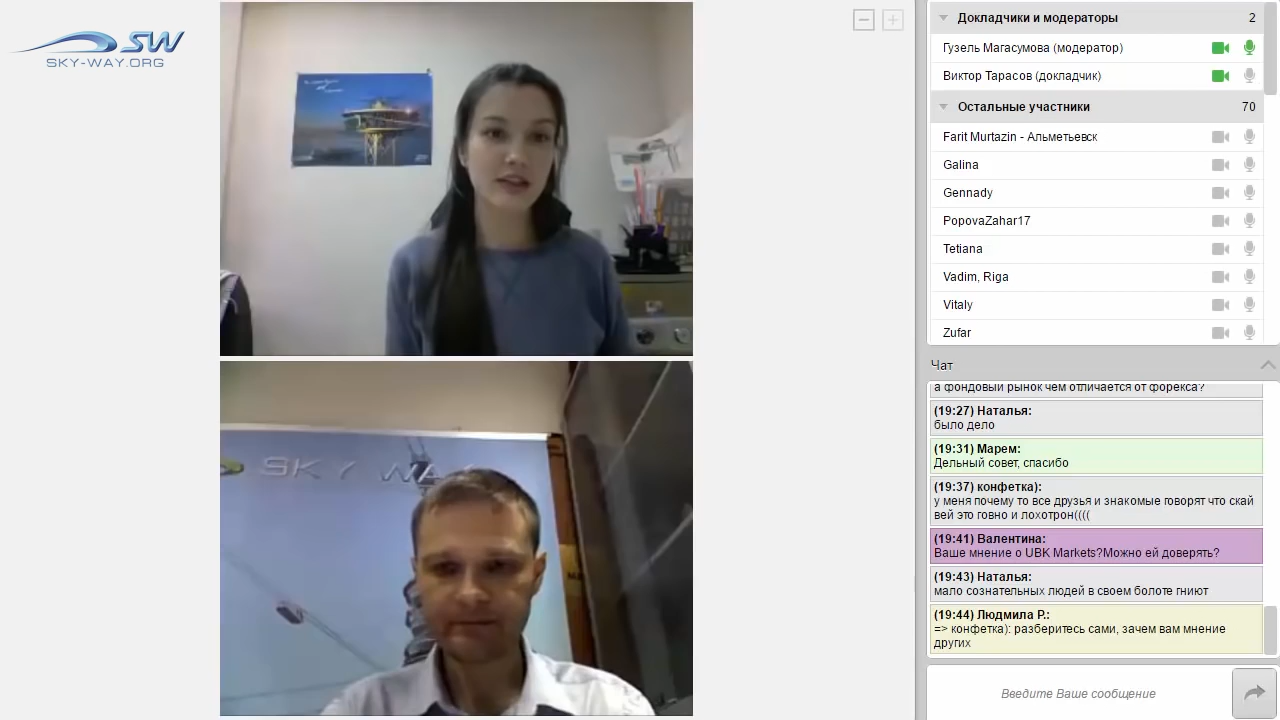 SW
SKY-WAY.ORG
SKY WA
Докладчики и модераторы 2
Гузель Магасумова (модератор)
Виктор Тарасов (докладчик)
Остальные участники 70
Farit Murtazin - Альметьевск
Galina
Gennady
PopovaZahar17
Tetiana
Vadim, Riga
Vitaly
Zufar
Чат
а фондовый рынок чем отличается от форекса?
(19:27) Наталья:
было дело
(19:31) Марем:
Дельный совет, спасибо
(19:37) конфетка):
у меня почему то все друзья и знакомые говорят что скай
вей это говно и лохотрон((((
(19:41) Валентина:
Ваше мнение о UBK Markets?Можно ей доверять?
(19:43) Наталья:
мало сознательных людей в своем болоте гниют
(19:44) Людмила Р.:
=> конфетка): разберитесь сами, зачем вам мнение
других
Введите Ваше сообщение